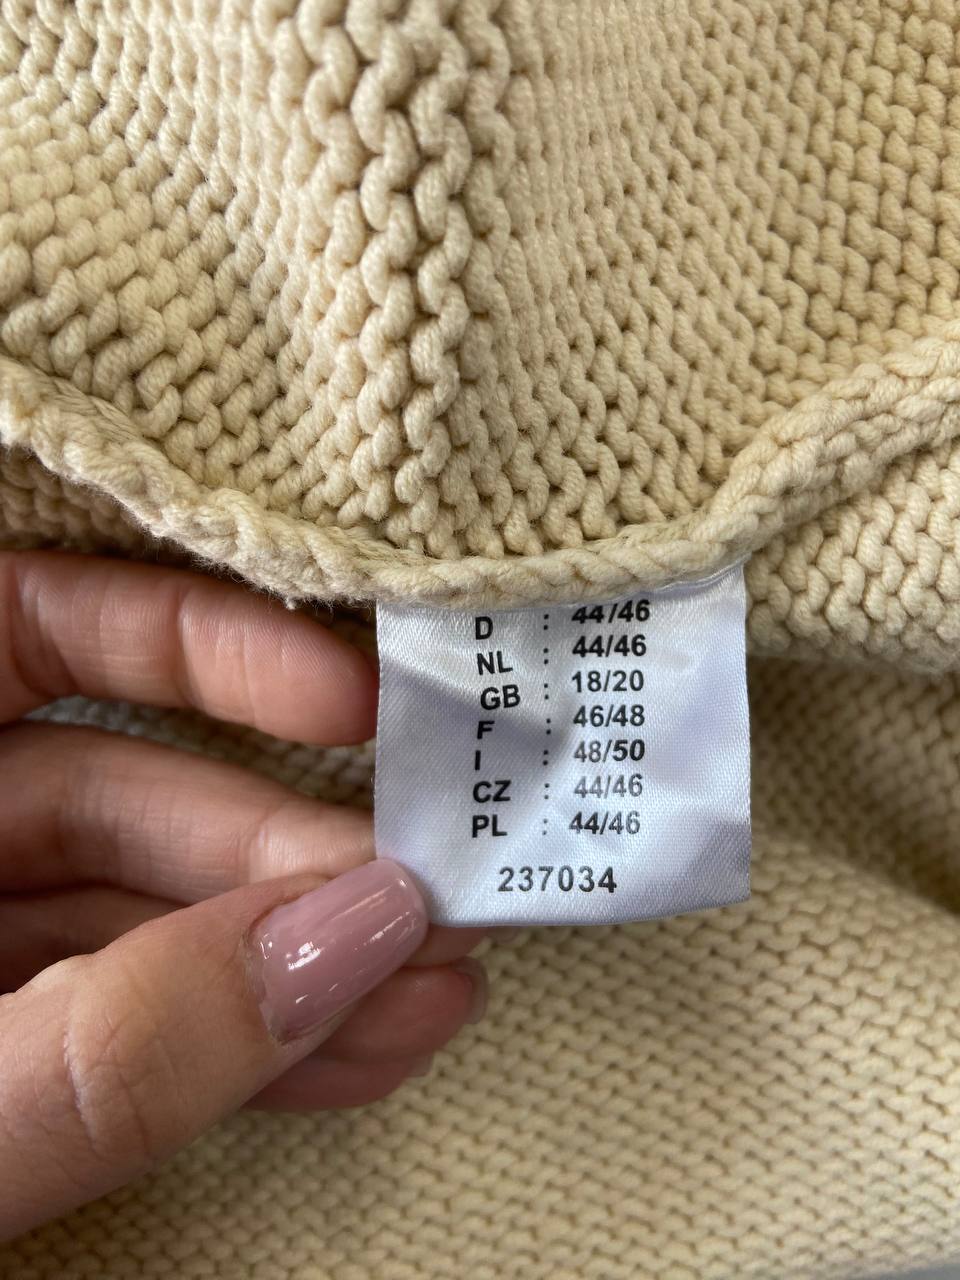 D : 44/46
NL : 44/46
GB : 18/20
F : 46/48
I : 48/50
CZ : 44/46
PL : 44/46
237034